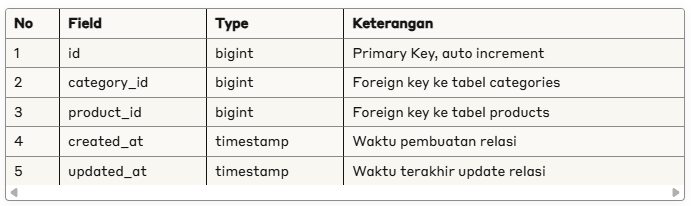 No Field Type Keterangan
1 id bigint Primary Key, auto increment
2 category_id bigint Foreign key ke tabel categories
3 product_id bigint Foreign key ke tabel products
4 created_at timestamp Waktu pembuatan relasi
5 updated_at timestamp Waktu terakhir update relasi